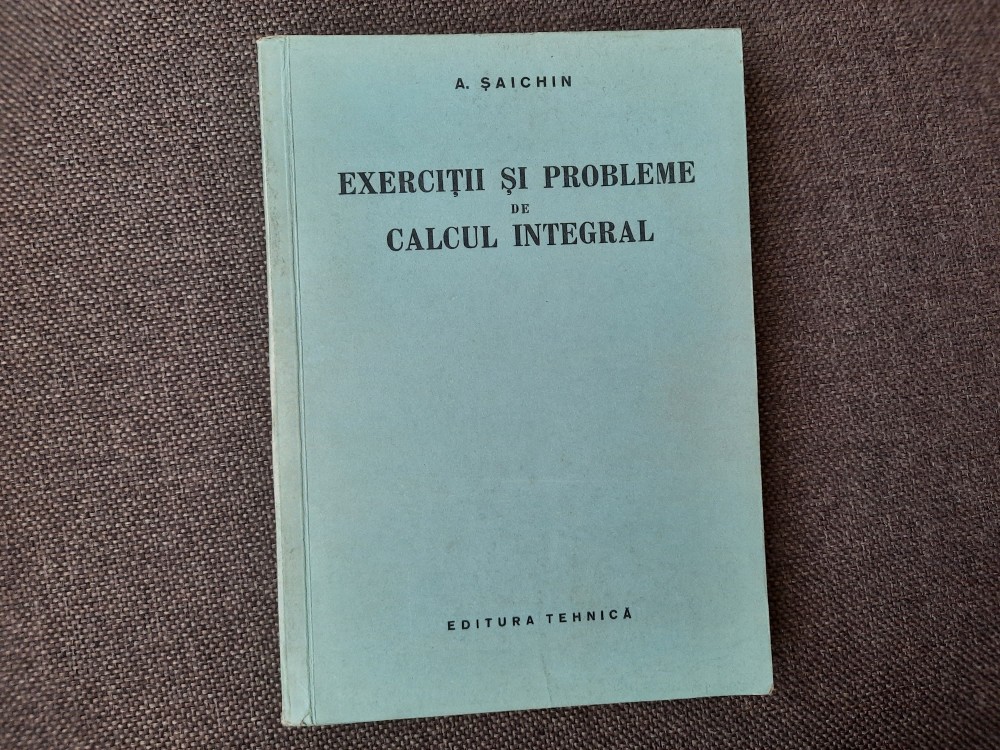 A. ŞAICHIN
EXERCIŢII ŞI PROBLEME
DE
CALCUL INTEGRAL
EDITURA TEHNICĂ